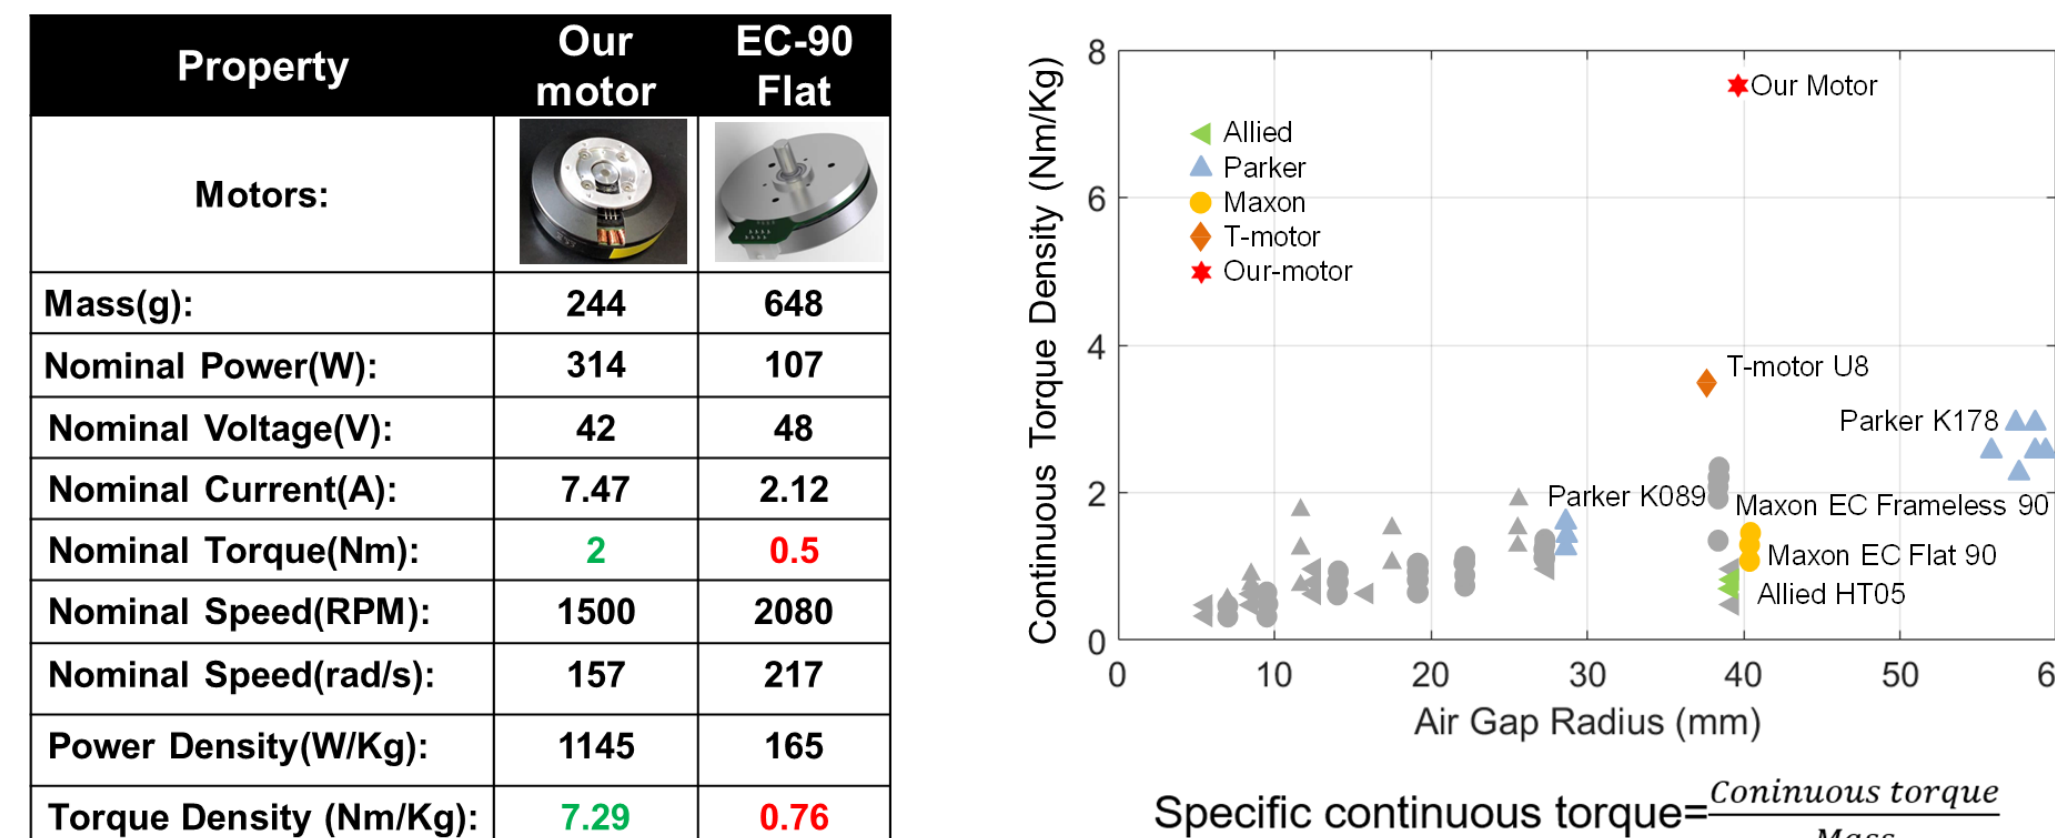 Property
Our motor
EC-90 Flat
Motors:
Mass(g): 244 648
Nominal Power(W): 314 107
Nominal Voltage(V): 42 48
Nominal Current(A): 7.47 2.12
Nominal Torque(Nm): 2 0.5
Nominal Speed(RPM): 1500 2080
Nominal Speed(rad/s): 157 217
Power Density(W/Kg): 1145 165
Torque Density (Nm/Kg): 7.29 0.76
Continuous Torque Density (Nm/Kg)
8
6
4
2
0
Our Motor
Allied
Parker
Maxon
T-motor
Our-motor
T-motor U8
Parker K178
Parker K089
Maxon EC Frameless 90
Maxon EC Flat 90
Allied HT05
0 10 20 30 40 50 6
Air Gap Radius (mm)
Specific continuous torque= Coninuous torque
Mass